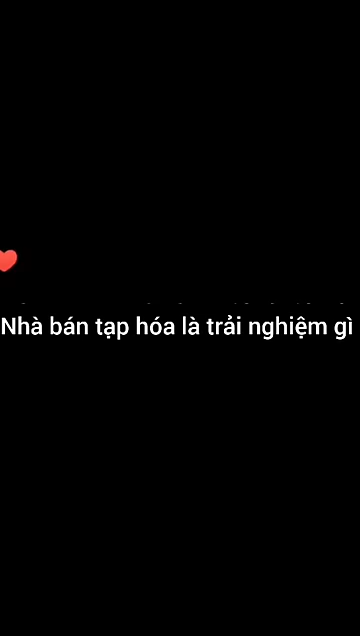 Nhà bán tạp hóa là trải nghiệm gì